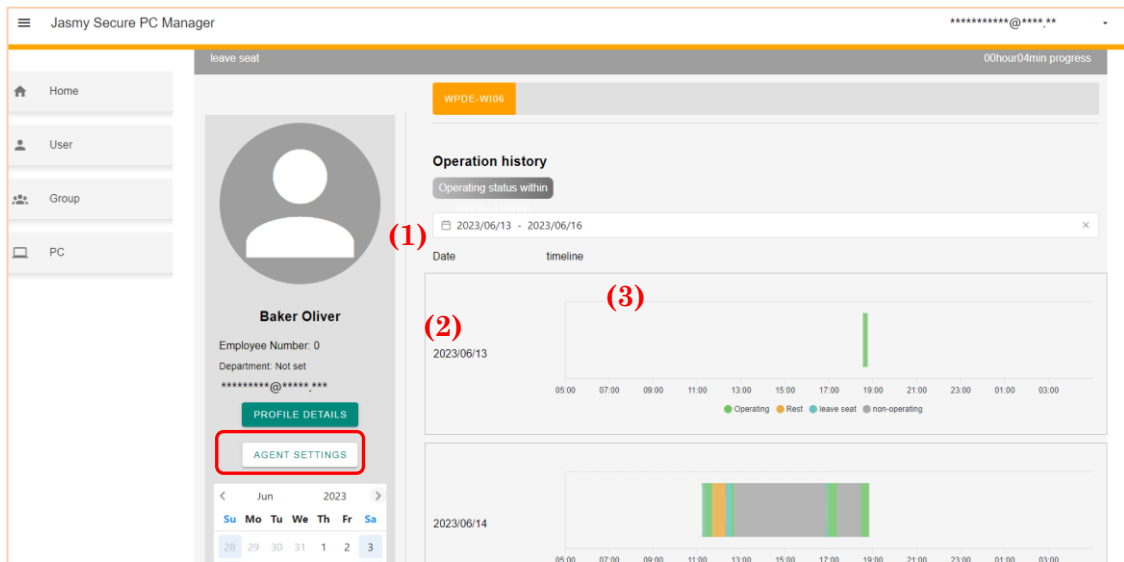 Jasmy Secure PC Manager
***********@****.**
leave seat
00hour04min progress
Home
User
Group
PC
WPDE-WI06
Operation history
Operating status within
(1)
2023/06/13 - 2023/06/16
Date timeline
(3)
(2)
2023/06/13
05:00 07:00 09:00 11:00 13:00 15:00 17:00 19:00 21:00 23:00 01:00 03:00
Operating Rest leave seat non-operating
Baker Oliver
Employee Number: 0
Department: Not set
*********@*****.***
PROFILE DETAILS
AGENT SETTINGS
Jun 2023
Su Mo Tu We Th Fr Sa
28 29 30 31 1 2 3
2023/06/14
05:00 07:00 09:00 11:00 13:00 15:00 17:00 19:00 21:00 23:00 01:00 03:00